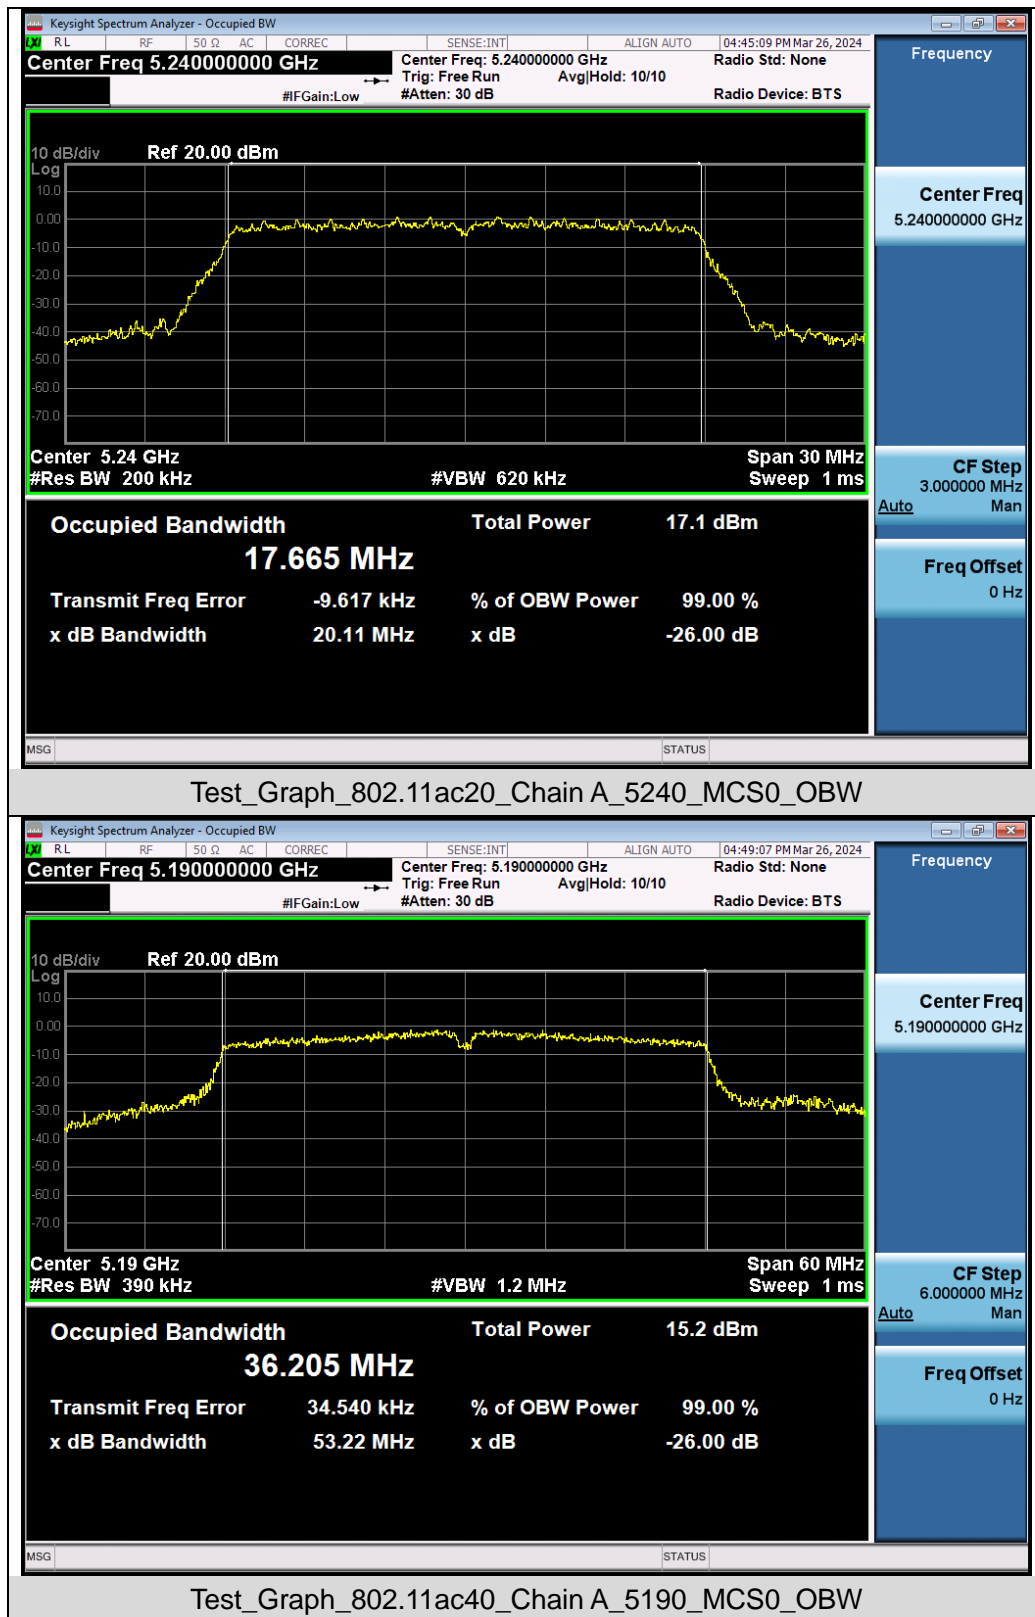 Keysight Spectrum Analyzer - Occupied BW
LXI RL RF 50 Ω AC CORREC SENSE:INT ALIGN AUTO 04:45:09 PM Mar 26, 2024
Center Freq 5.240000000 GHz
Center Freq: 5.240000000 GHz
Radio Std: None
Trig: Free Run Avg|Hold: 10/10
#IFGain:Low
#Atten: 30 dB
Radio Device: BTS
10 dB/div Ref 20.00 dBm
Log
10.0
0.00
-10.0
-20.0
-30.0
-40.0
-50.0
-60.0
-70.0
Center 5.24 GHz Span 30 MHz
#Res BW 200 kHz #VBW 620 kHz Sweep 1 ms
Occupied Bandwidth Total Power 17.1 dBm
17.665 MHz
Transmit Freq Error -9.617 kHz % of OBW Power 99.00 %
x dB Bandwidth 20.11 MHz x dB -26.00 dB
MSG STATUS
Frequency
Center Freq
5.240000000 GHz
CF Step
3.000000 MHz
Auto Man
Freq Offset
0 Hz
Test_Graph_802.11ac20_Chain A_5240_MCS0_OBW
Keysight Spectrum Analyzer - Occupied BW
LXI RL RF 50 Ω AC CORREC SENSE:INT ALIGN AUTO 04:49:07 PM Mar 26, 2024
Center Freq 5.190000000 GHz
Center Freq: 5.190000000 GHz
Radio Std: None
Trig: Free Run Avg|Hold: 10/10
#IFGain:Low
#Atten: 30 dB
Radio Device: BTS
10 dB/div Ref 20.00 dBm
Log
10.0
0.00
-10.0
-20.0
-30.0
-40.0
-50.0
-60.0
-70.0
Center 5.19 GHz Span 60 MHz
#Res BW 390 kHz #VBW 1.2 MHz Sweep 1 ms
Occupied Bandwidth Total Power 15.2 dBm
36.205 MHz
Transmit Freq Error 34.540 kHz % of OBW Power 99.00 %
x dB Bandwidth 53.22 MHz x dB -26.00 dB
MSG STATUS
Frequency
Center Freq
5.190000000 GHz
CF Step
6.000000 MHz
Auto Man
Freq Offset
0 Hz
Test_Graph_802.11ac40_Chain A_5190_MCS0_OBW